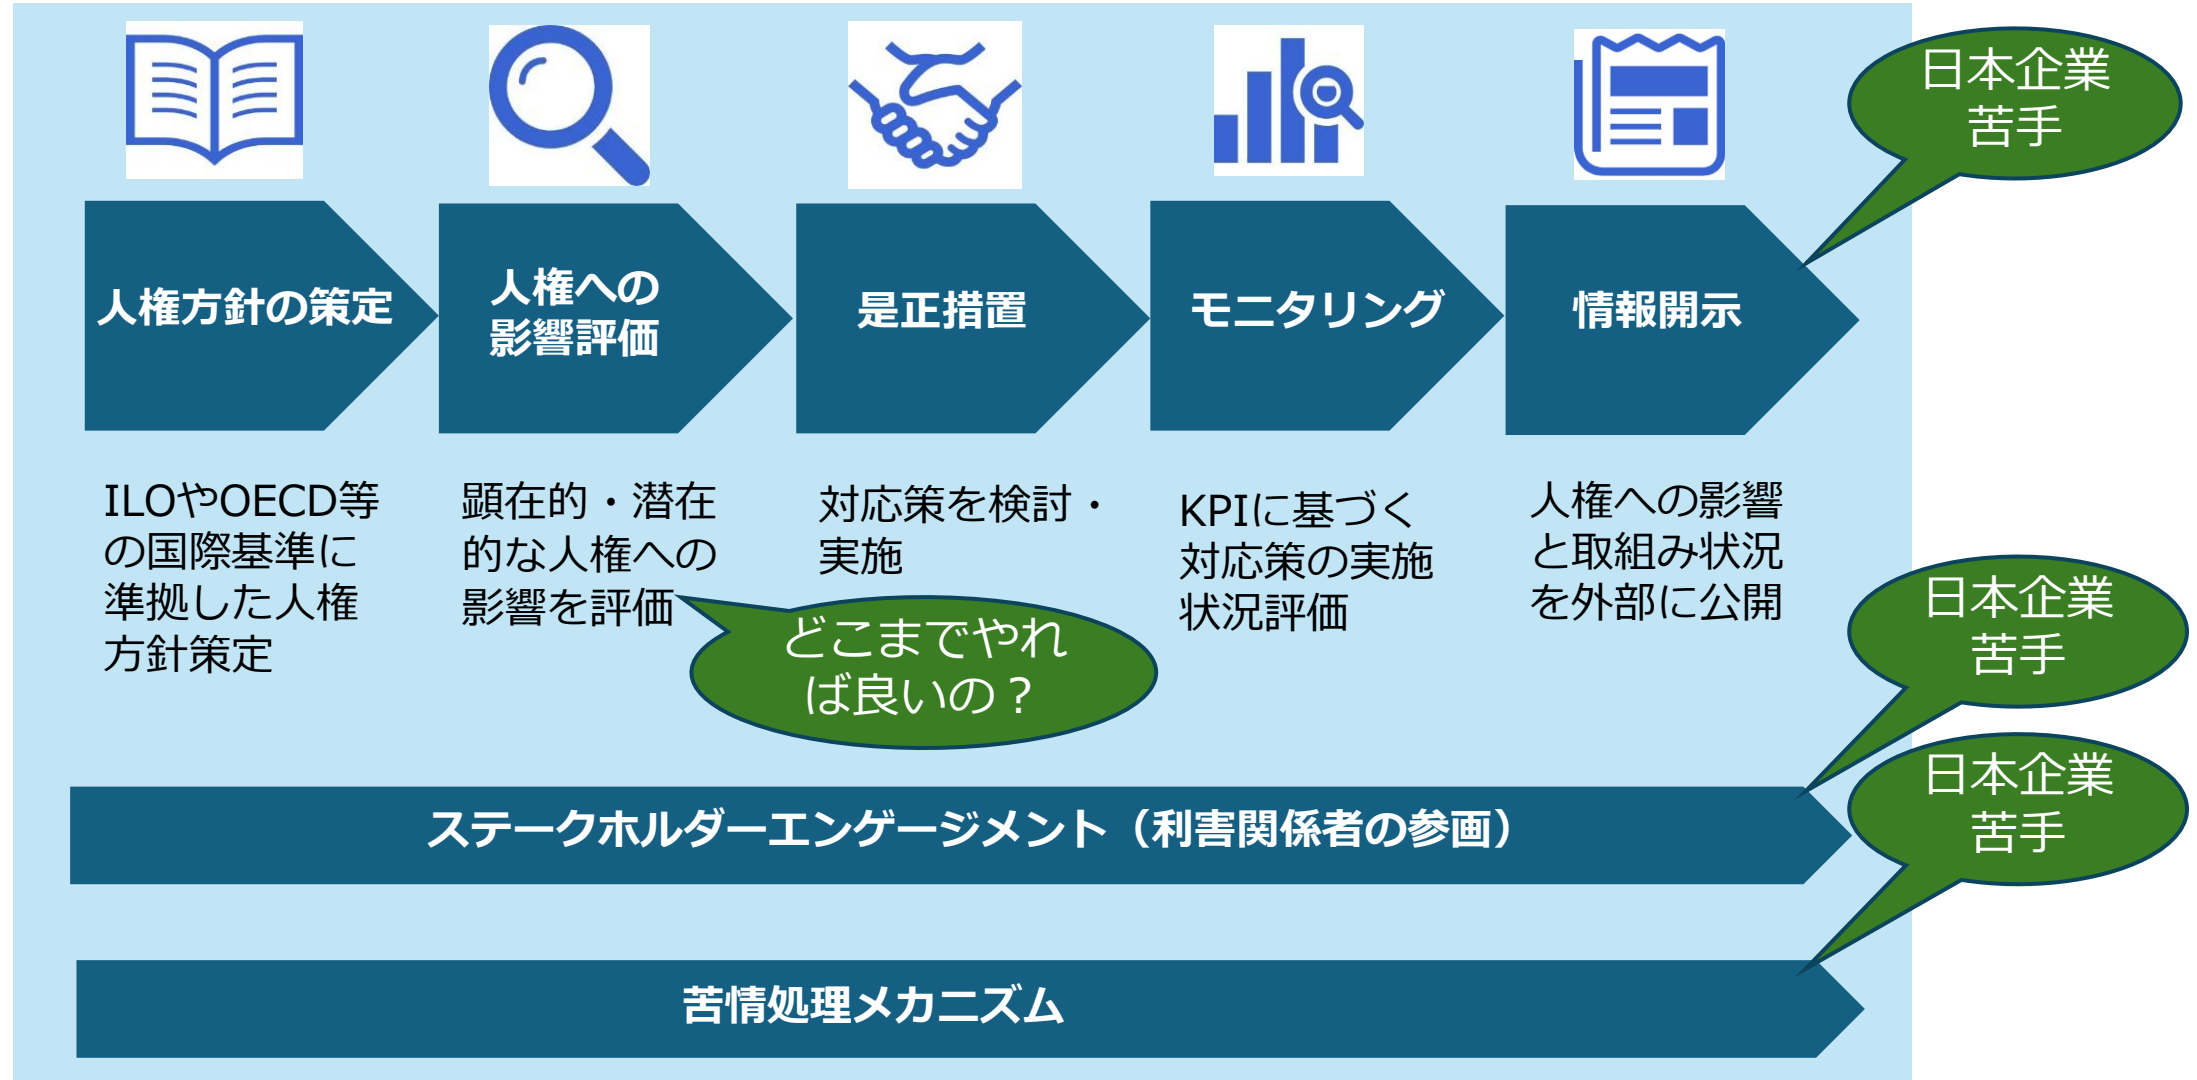 日本企業
苦手
人権方針の策定
人権への
影響評価
是正措置
モニタリング
情報開示
ILOやOECD等
の国際基準に
準拠した人権
方針策定
顕在的・潜在
的な人権への
影響を評価
対応策を検討・
実施
KPIに基づく
対応策の実施
状況評価
人権への影響
と取組み状況
を外部に公開
どこまでやれ
ば良いの？
日本企業
苦手
ステークホルダーエンゲージメント（利害関係者の参画）
日本企業
苦手
苦情処理メカニズム